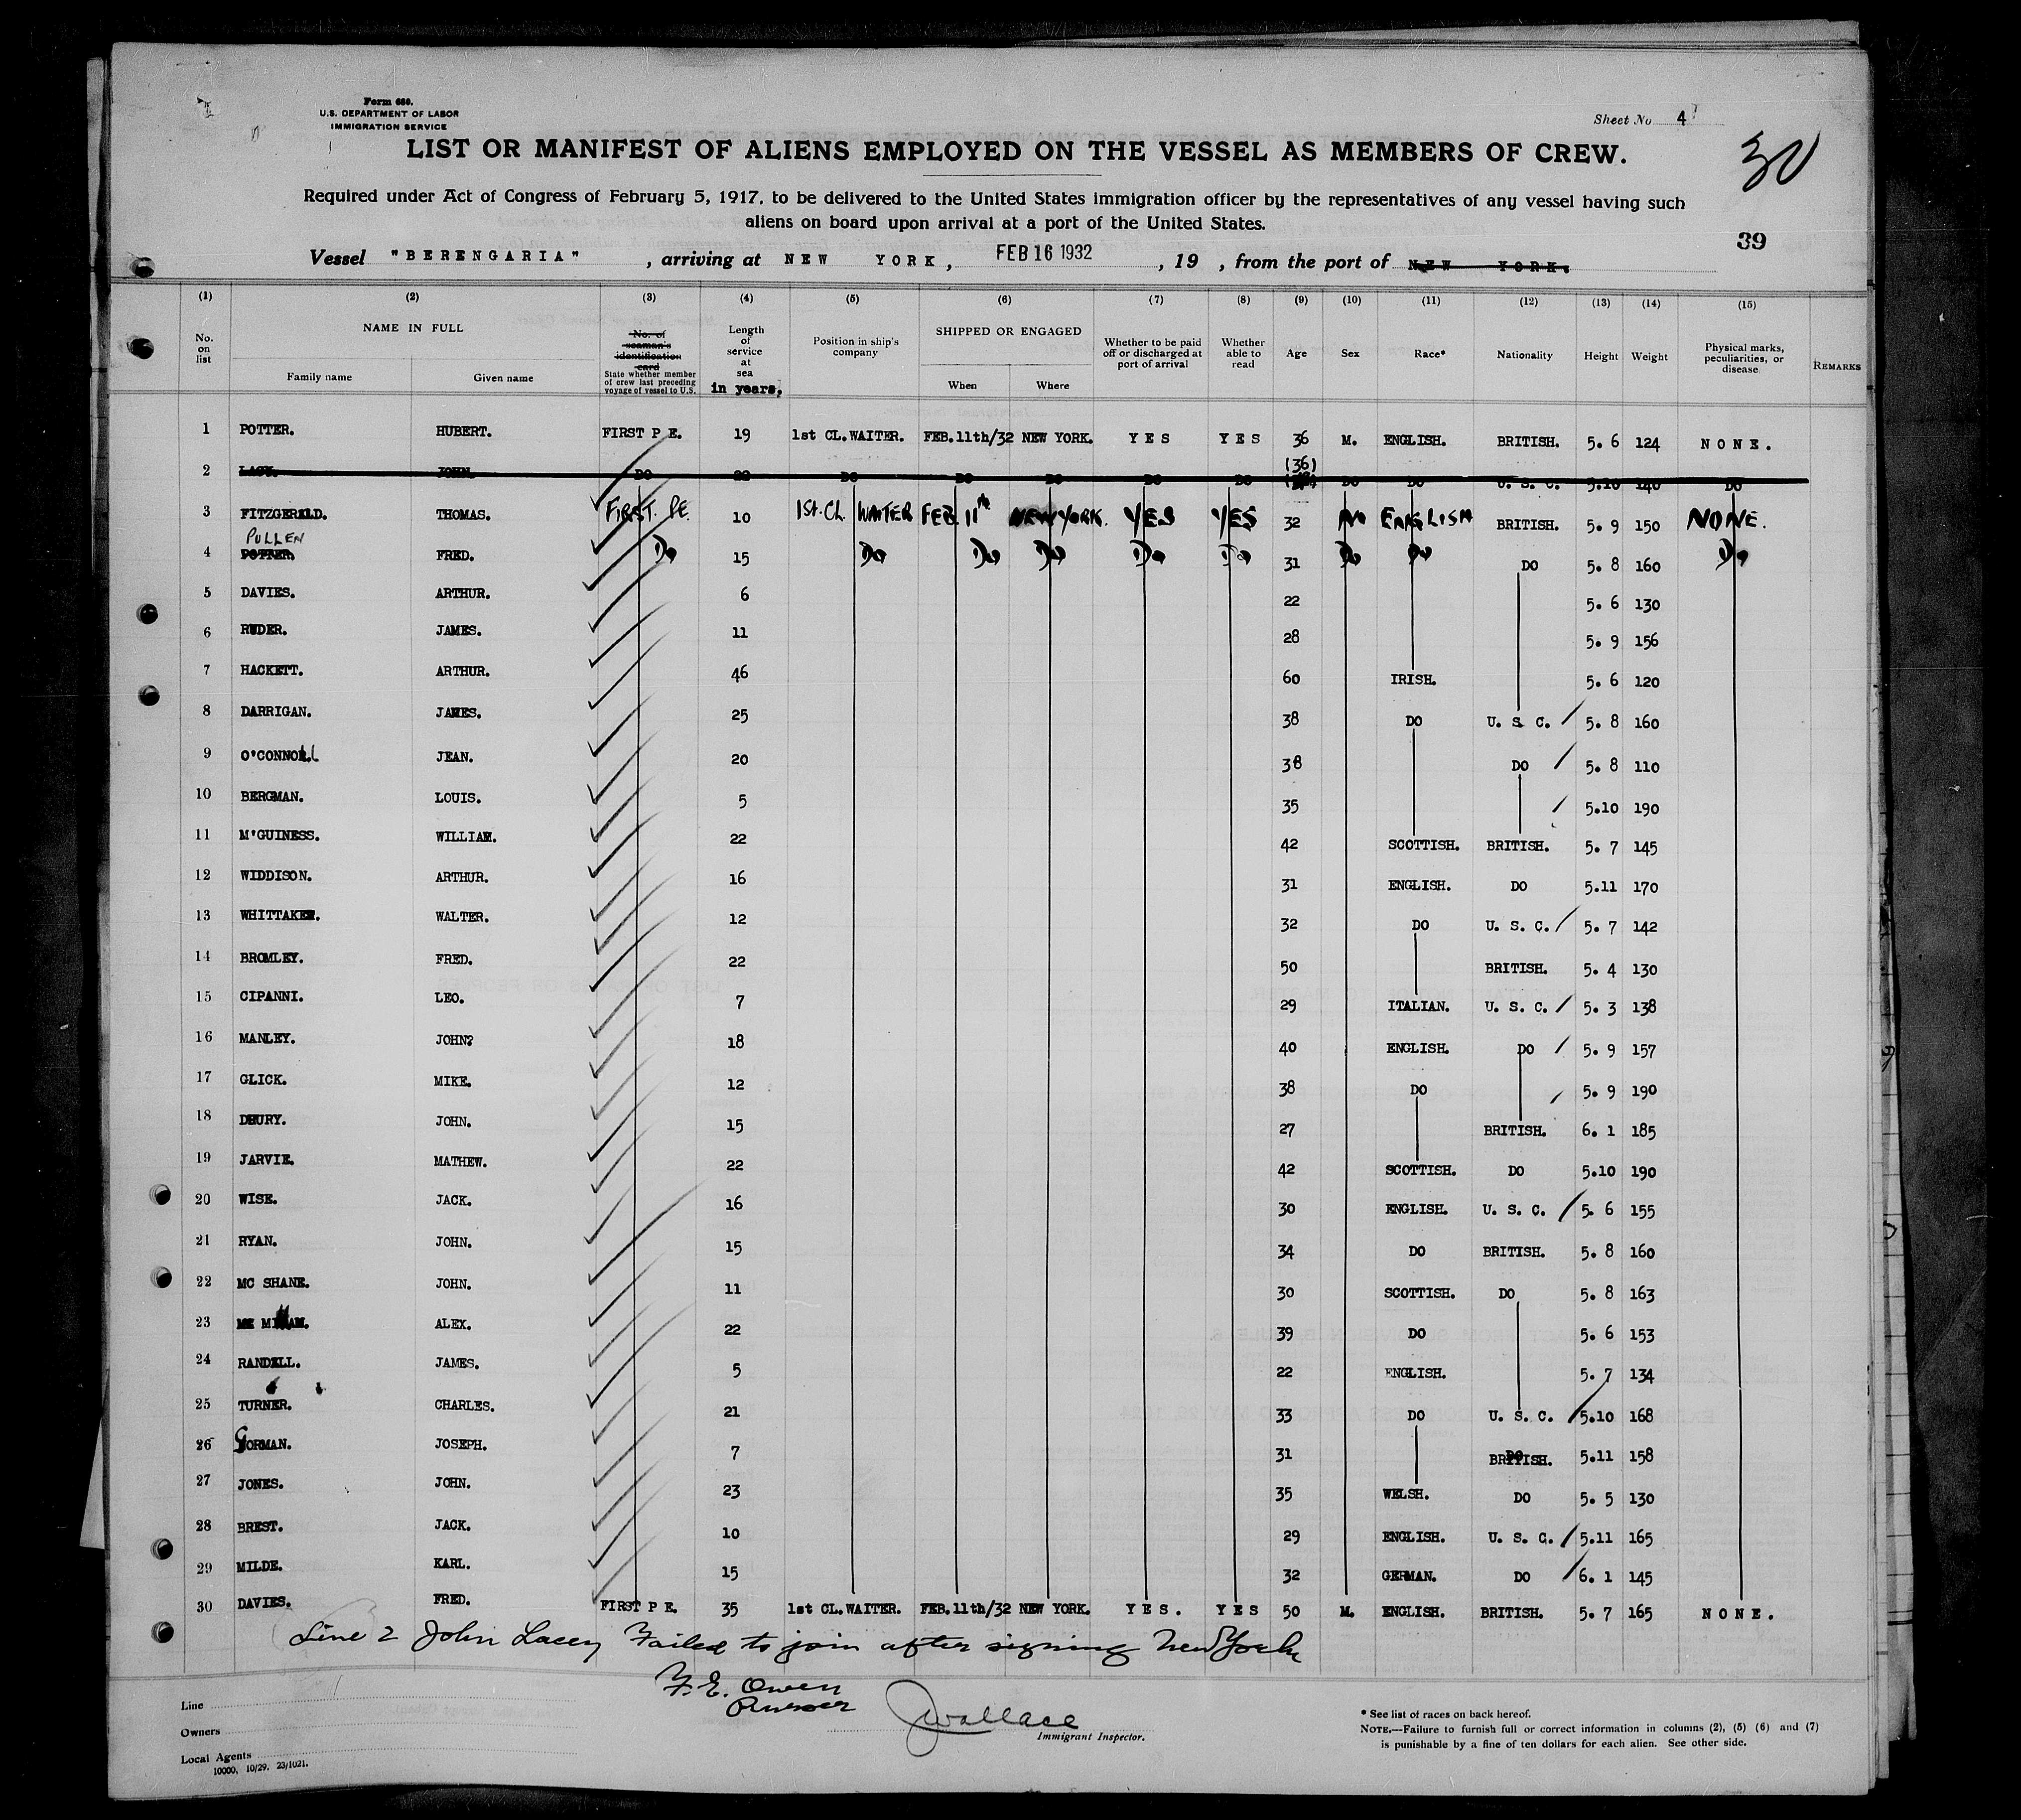 Form 680.
U.S. DEPARTMENT OF LABOR
IMMIGRATION SERVICE
Sheet No 4
LIST OR MANIFEST OF ALIENS EMPLOYED ON THE VESSEL AS MEMBERS OF CREW.
30
Required under Act of Congress of February 5, 1917, to be delivered to the United States immigration officer by the representatives of any vessel having such
aliens on board upon arrival at a port of the United States.
39
Vessel "BERENGARIA", arriving at NEW YORK, FEB 16 1932, 19 , from the port of NEW YORK.
(1) (2) (3) (4) (5) (6) (7) (8) (9) (10) (11) (12) (13) (14) (15)
No. on list NAME IN FULL Family name Given name No. of seaman's identification card State whether member of crew last preceding voyage of vessel to U.S. Length of service at sea in years. Position in ship's company SHIPPED OR ENGAGED When Where Whether to be paid off or discharged at port of arrival Whether able to read Age Sex Race* Nationality Height Weight Physical marks, peculiarities, or disease REMARKS
1 POTTER. HUBERT. FIRST P E. 19 1st CL.WAITER. FEB.11th/32 NEW YORK. YES YES 36 M. ENGLISH. BRITISH. 5. 6 124 NONE.
2 LACY. JOHN. DO 22 DO DO DO DO DO (36) DO DO U. S. C. 5.10 140 DO
3 FITZGERALD. THOMAS. FIRST. PE. 10 1St. CL. WAITER FEB 11th NEW YORK. YES YES 32 M ENGLISH BRITISH. 5. 9 150 NONE.
PULLEN
4 POTTER. FRED. Do 15 Do Do Do Do Do 31 Do Do DO 5. 8 160 Do
5 DAVIES. ARTHUR. 6 22 5. 6 130
6 RUDER. JAMES. 11 28 5. 9 156
7 HACKETT. ARTHUR. 46 60 IRISH. 5. 6 120
8 DARRIGAN. JAMES. 25 38 DO U. S. C. 5. 8 160
9 O'CONNOLL JEAN. 20 38 DO 5. 8 110
10 BERGMAN. LOUIS. 5 35 5.10 190
11 M'GUINESS. WILLIAM. 22 42 SCOTTISH. BRITISH. 5. 7 145
12 WIDDISON. ARTHUR. 16 31 ENGLISH. DO 5.11 170
13 WHITTAKER. WALTER. 12 32 DO U. S. C. 5. 7 142
14 BROMLEY. FRED. 22 50 BRITISH. 5. 4 130
15 CIPANNI. LEO. 7 29 ITALIAN. U. S. C. 5. 3 138
16 MANLEY. JOHN? 18 40 ENGLISH. DO 5. 9 157
17 GLICK. MIKE. 12 38 DO 5. 9 190
18 DRURY. JOHN. 15 27 BRITISH. 6. 1 185
19 JARVIE. MATHEW. 22 42 SCOTTISH. DO 5.10 190
20 WISE. JACK. 16 30 ENGLISH. U. S. C. 5. 6 155
21 RYAN. JOHN. 15 34 DO BRITISH. 5. 8 160
22 MC SHANE. JOHN. 11 30 SCOTTISH. DO 5. 8 163
23 ALEX. 22 39 DO 5. 6 153
24 RANDALL. JAMES. 5 22 ENGLISH. 5. 7 134
25 TURNER. CHARLES. 21 33 DO U. S. C. 5.10 168
26 GORMAN. JOSEPH. 7 31 BRITISH. 5.11 158
27 JONES. JOHN. 23 35 WELSH. DO 5. 5 130
28 BREST. JACK. 10 29 ENGLISH. U. S. C. 5.11 165
29 MILDE. KARL. 15 32 GERMAN. DO 6. 1 145
30 DAVIES. FRED. FIRST P E. 35 1st CL.WAITER. FEB.11th/32 NEW YORK. YES. YES 50 M. ENGLISH. BRITISH. 5. 7 165 NONE.
Line 2 John Lacey Failed to join after signing New York
F. E. Owen
Purser
Line
Owners
Local Agents
10000, 10/29. 23/1021.
J Wallace
Immigrant Inspector.
* See list of races on back hereof.
NOTE.—Failure to furnish full or correct information in columns (2), (5) (6) and (7)
is punishable by a fine of ten dollars for each alien. See other side.